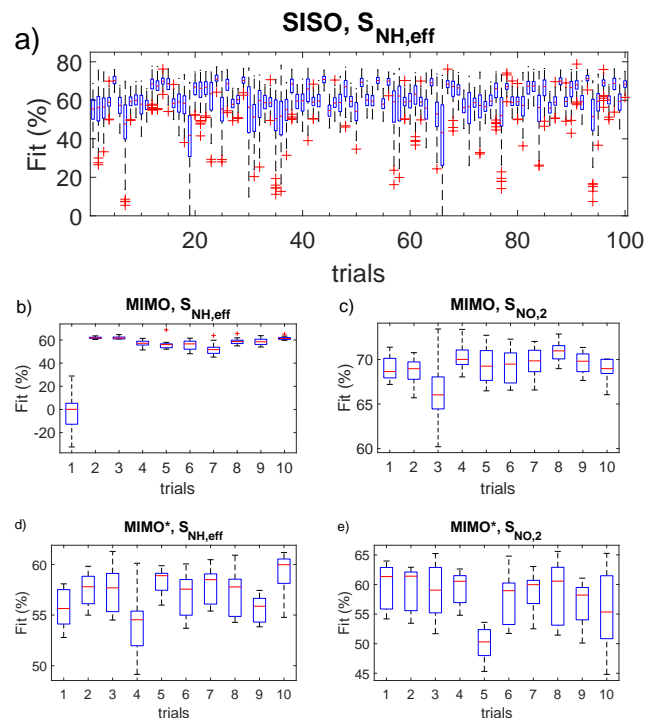 SISO, S_NH,eff
a)
80
60
40
20
0
Fit (%)
20 40 60 80 100
trials
b)
MIMO, S_NH,eff
60
40
20
0
-20
Fit (%)
1 2 3 4 5 6 7 8 9 10
trials
c)
MIMO, S_NO,2
70
65
60
Fit (%)
1 2 3 4 5 6 7 8 9 10
trials
d)
MIMO*, S_NH,eff
60
55
50
Fit (%)
1 2 3 4 5 6 7 8 9 10
trials
e)
MIMO*, S_NO,2
65
60
55
50
45
Fit (%)
1 2 3 4 5 6 7 8 9 10
trials